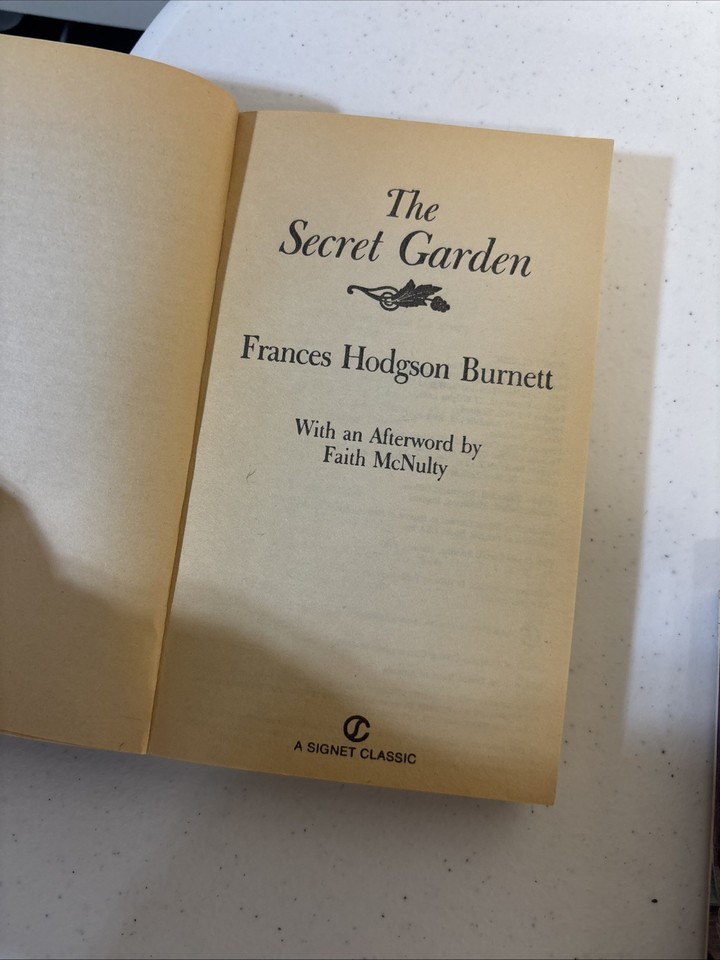 The
Secret Garden
Frances Hodgson Burnett
With an Afterword by
Faith McNulty
A SIGNET CLASSIC